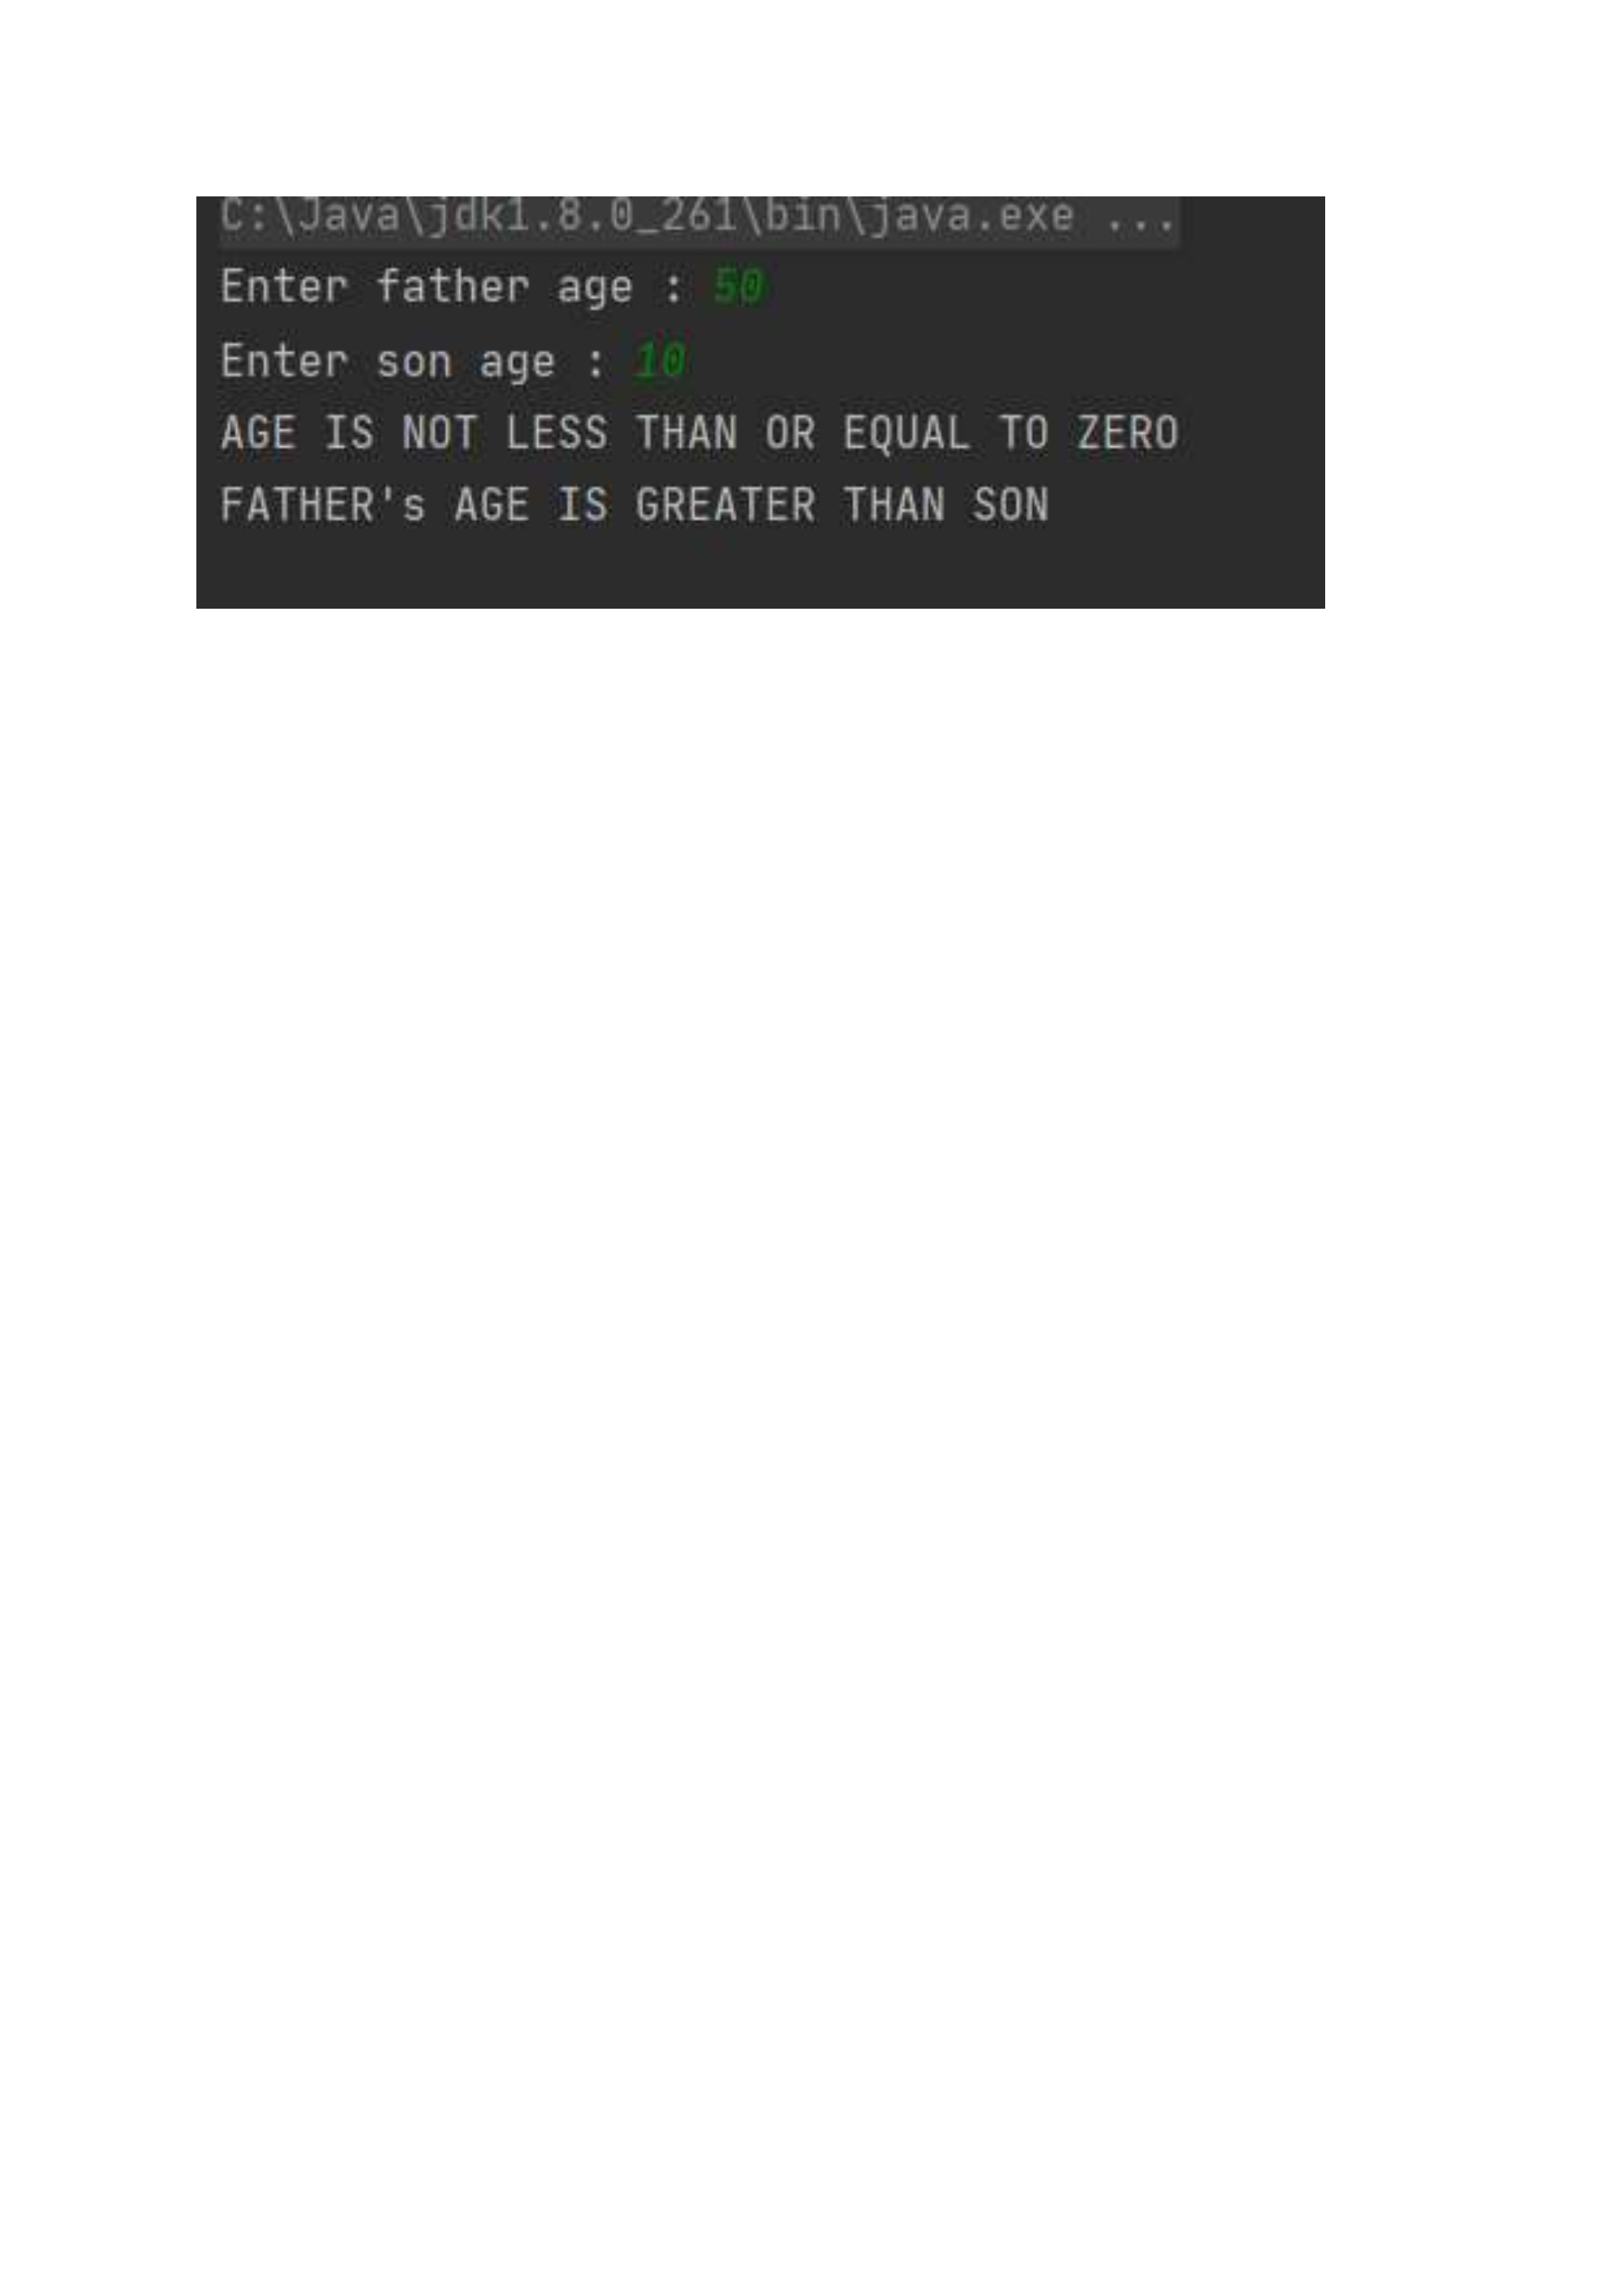 C:\Java\jdk1.8.0_261\bin\java.exe ...
Enter father age : 50
Enter son age : 10
AGE IS NOT LESS THAN OR EQUAL TO ZERO
FATHER's AGE IS GREATER THAN SON